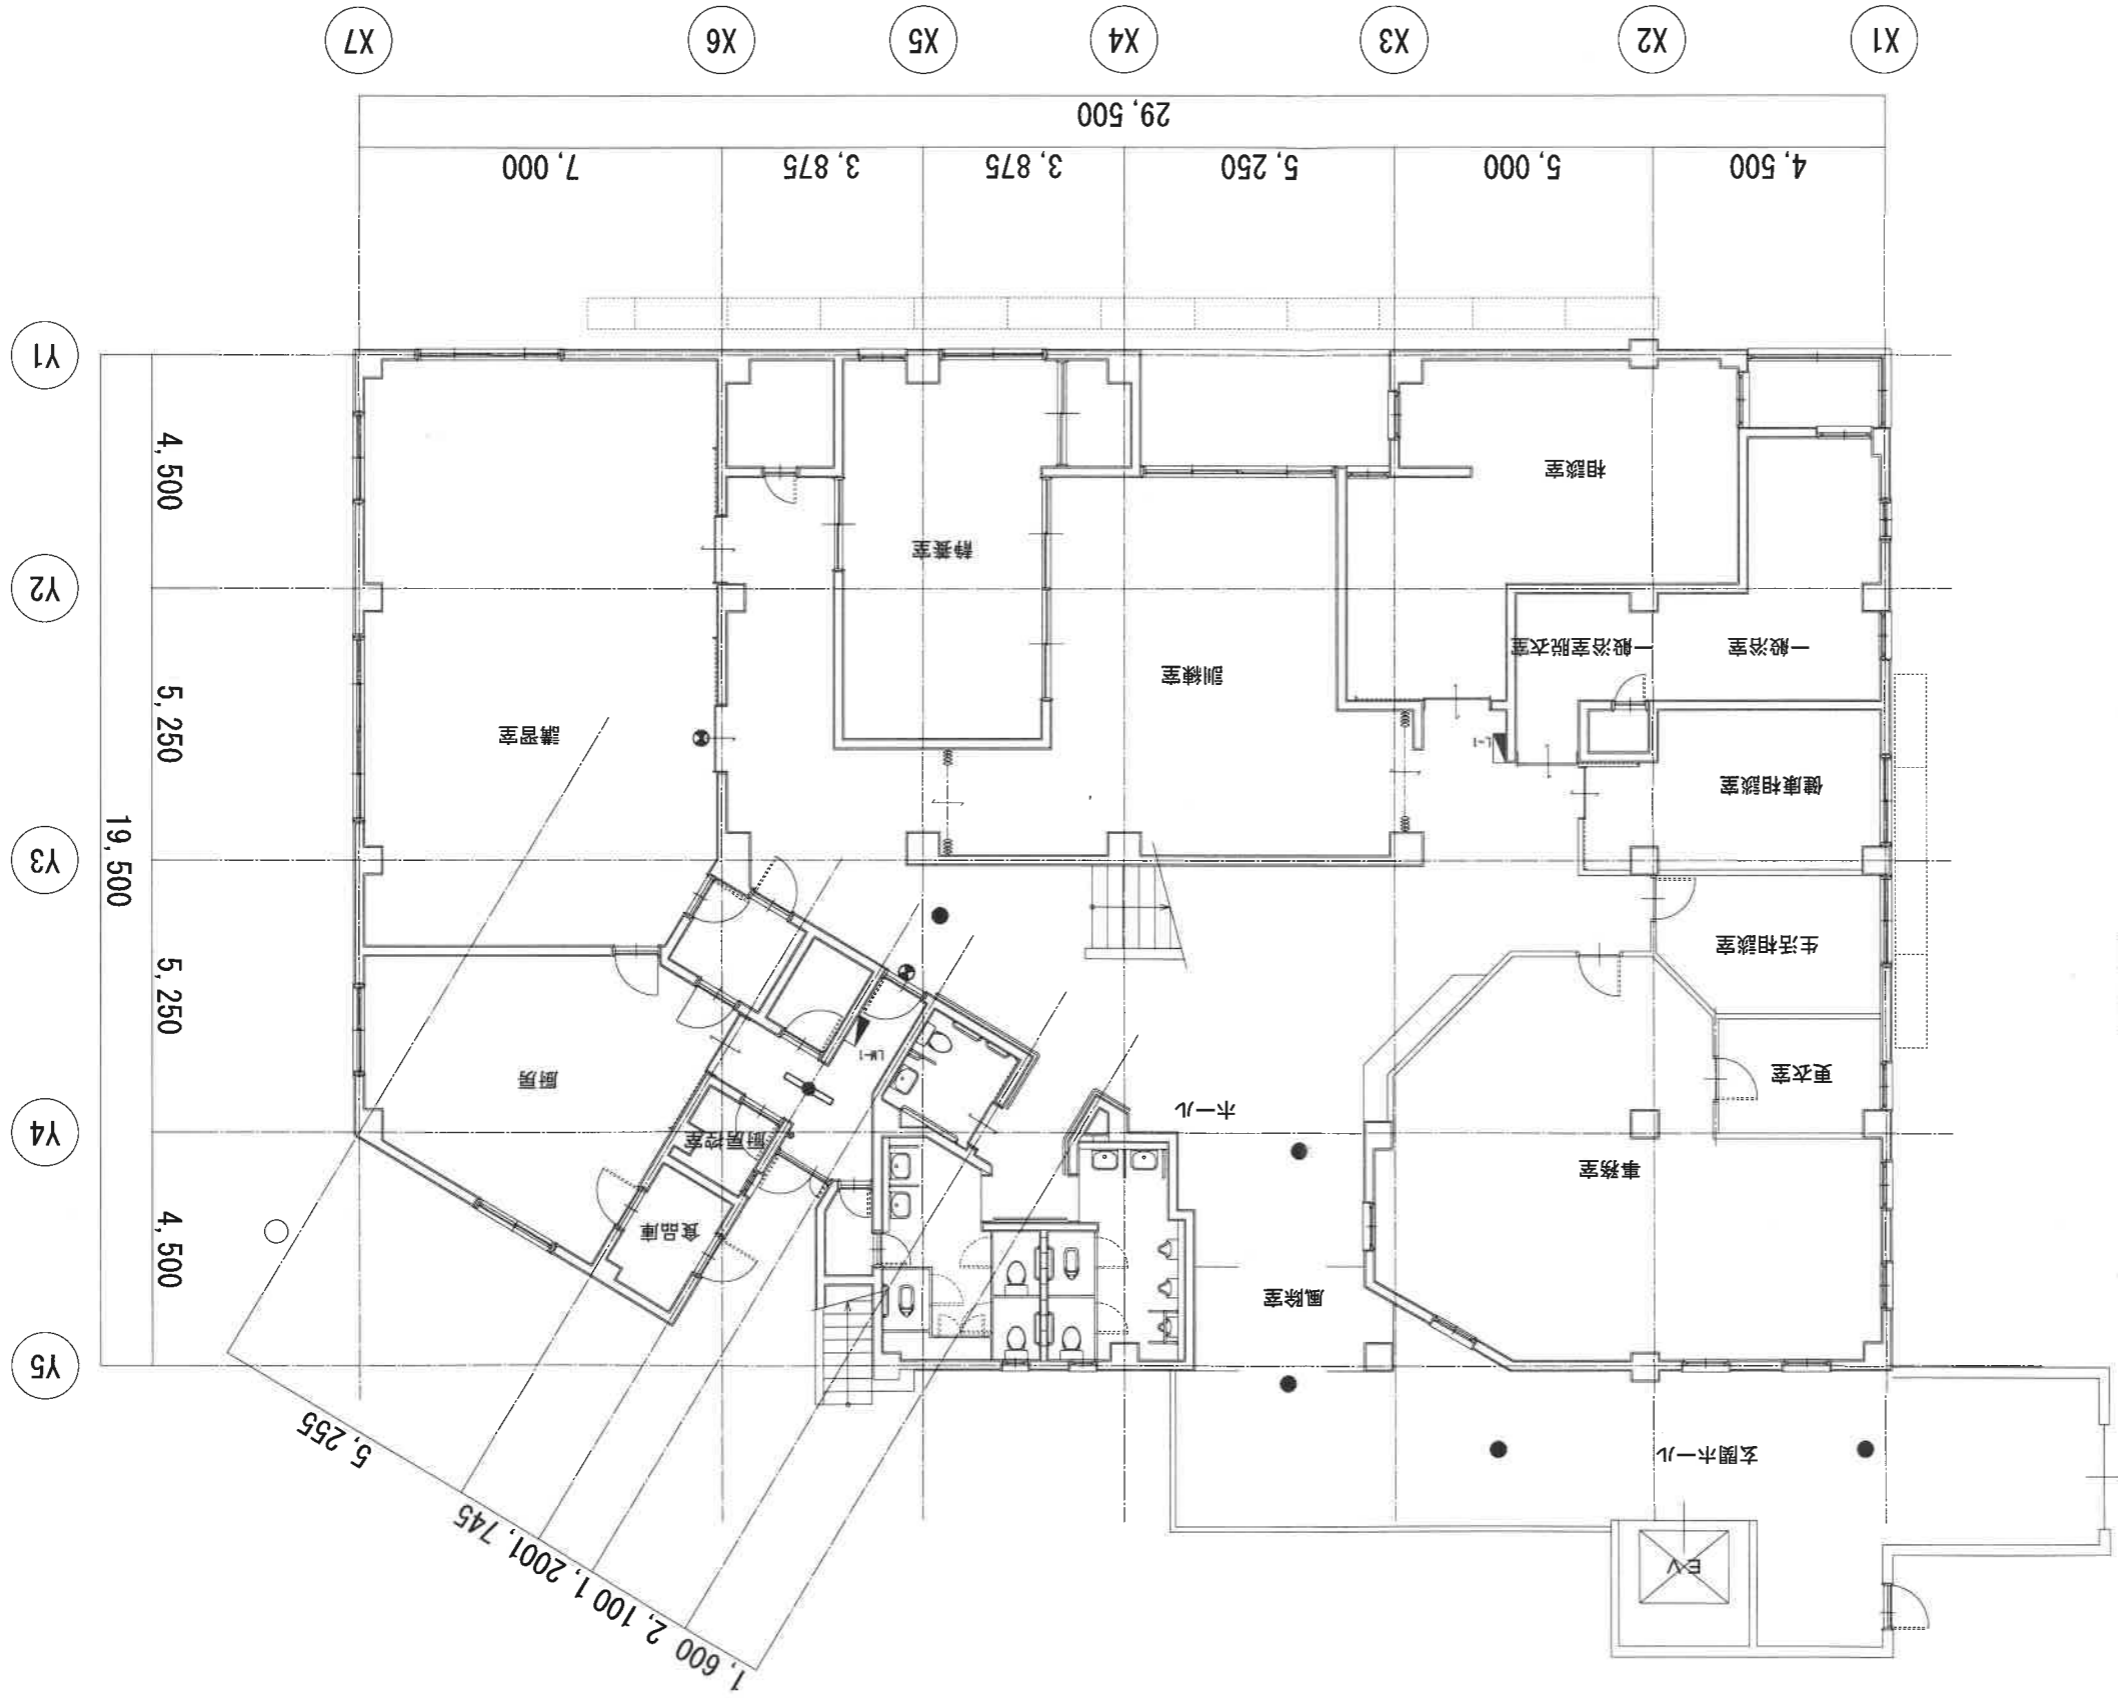 EV
1,600
2,100
1,200
1,745
5,255
玄関ホール
Y5
風除室
4,500
食品庫
事務室
厨房控室
Y4
ホール
更衣室
厨房
LM-1
5,250
生活相談室
19,500
Y3
健康相談室
L-1
講習室
5,250
訓練室
一般浴室
一般浴室脱衣室
Y2
静養室
相談室
4,500
Y1
4,500
5,000
5,250
3,875
3,875
7,000
29,500
X1
X2
X3
X4
X5
X6
X7